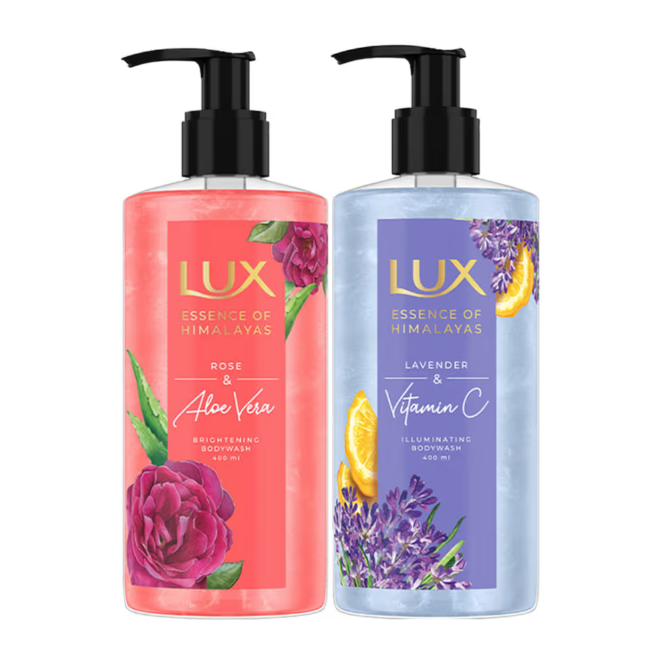 LUX
ESSENCE OF
HIMALAYAS
ROSE
&
Aloe Vera
BRIGHTENING
BODYWASH
400 ml
LUX
ESSENCE OF
HIMALAYAS
LAVENDER
&
Vitamin C
ILLUMINATING
BODYWASH
400 ml